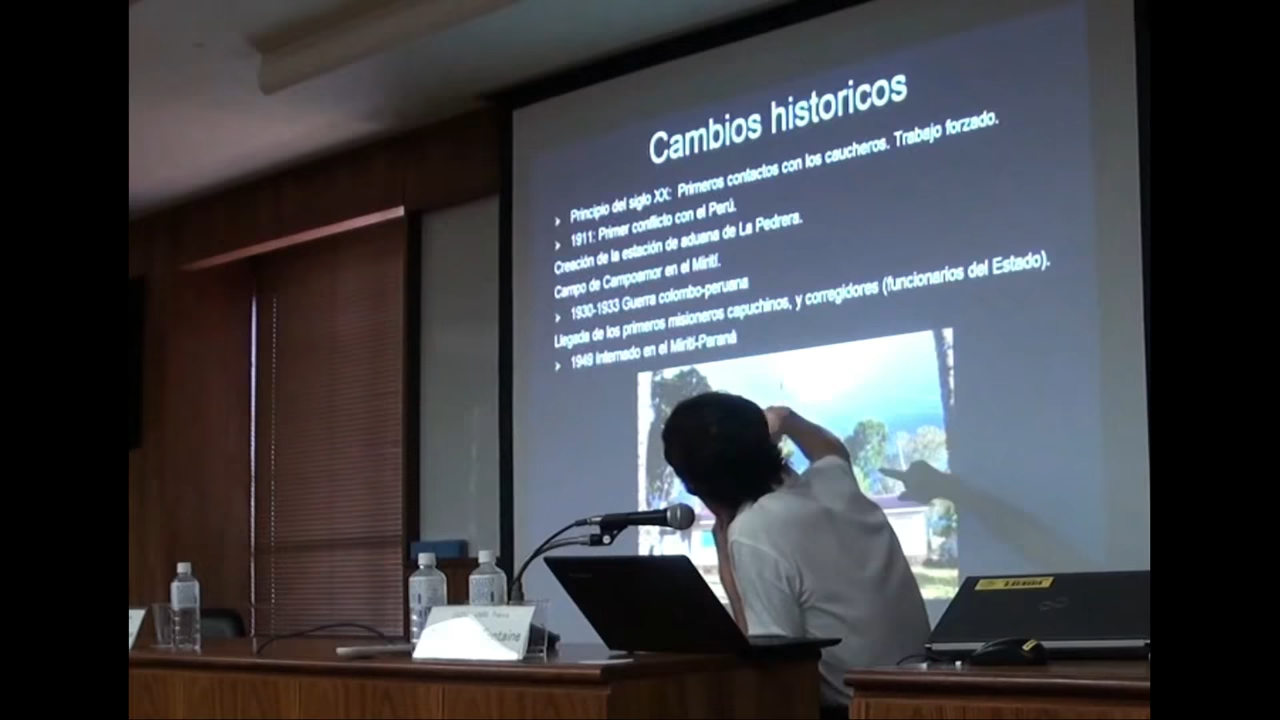 Cambios historicos
Principio del siglo XX: Primeros contactos con los caucheros. Trabajo forzado.
1911: Primer conflicto con el Perú.
Creación de la estación de aduana de La Pedrera.
Campo de Campoamor en el Mirití.
1930-1933 Guerra colombo-peruana
Llegada de los primeros misioneros capuchinos, y corregidores (funcionarios del Estado).
1949 Internado en el Mirití-Paraná